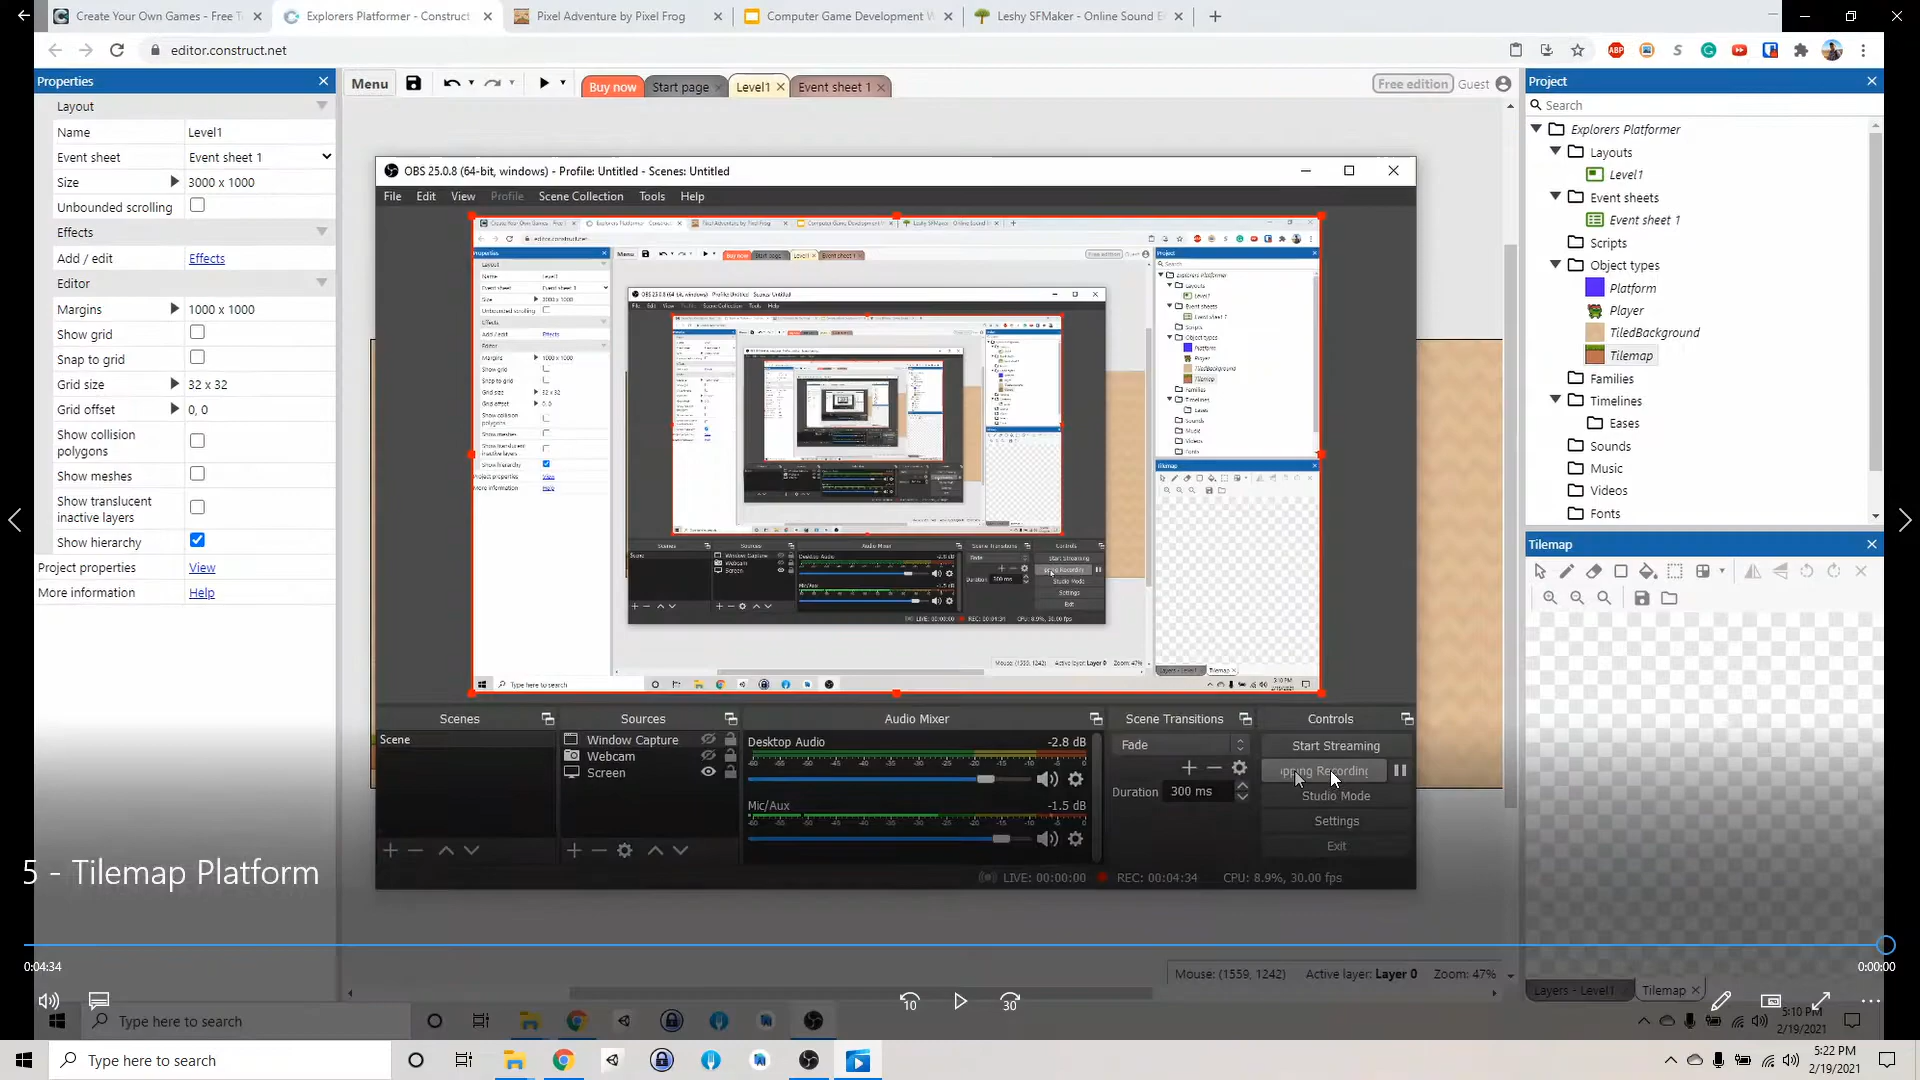 Create Your Own Games - Free T
Explorers Platformer - Construct
Pixel Adventure by Pixel Frog
Computer Game Development W
Leshy SFMaker - Online Sound E
editor.construct.net
Properties
Menu
Buy now
Start page
Level1
Event sheet 1
Free edition
Guest
Project
Layout
Name
Level1
Event sheet
Event sheet 1
Size
3000 x 1000
Unbounded scrolling
Effects
Add / edit
Effects
Editor
Margins
1000 x 1000
Show grid
Snap to grid
Grid size
32 x 32
Grid offset
0, 0
Show collision
polygons
Show meshes
Show translucent
inactive layers
Show hierarchy
Project properties
View
More information
Help
OBS 25.0.8 (64-bit, windows) - Profile: Untitled - Scenes: Untitled
File
Edit
View
Profile
Scene Collection
Tools
Help
Scenes
Sources
Audio Mixer
Scene Transitions
Controls
Scene
Window Capture
Webcam
Screen
Desktop Audio
-2.8 dB
Mic/Aux
-1.5 dB
Fade
Duration
300 ms
Start Streaming
pping Recording
Studio Mode
Settings
Exit
LIVE: 00:00:00
REC: 00:04:34
CPU: 8.9%, 30.00 fps
Search
Explorers Platformer
Layouts
Level1
Event sheets
Event sheet 1
Scripts
Object types
Platform
Player
TiledBackground
Tilemap
Families
Timelines
Eases
Sounds
Music
Videos
Fonts
Tilemap
5 - Tilemap Platform
0:04:34
0:00:00
Mouse: (1559, 1242)
Active layer: Layer 0
Zoom: 47%
Layers - Level1
Tilemap
10
30
Type here to search
5:10 PM
2/19/2021
Type here to search
5:22 PM
2/19/2021